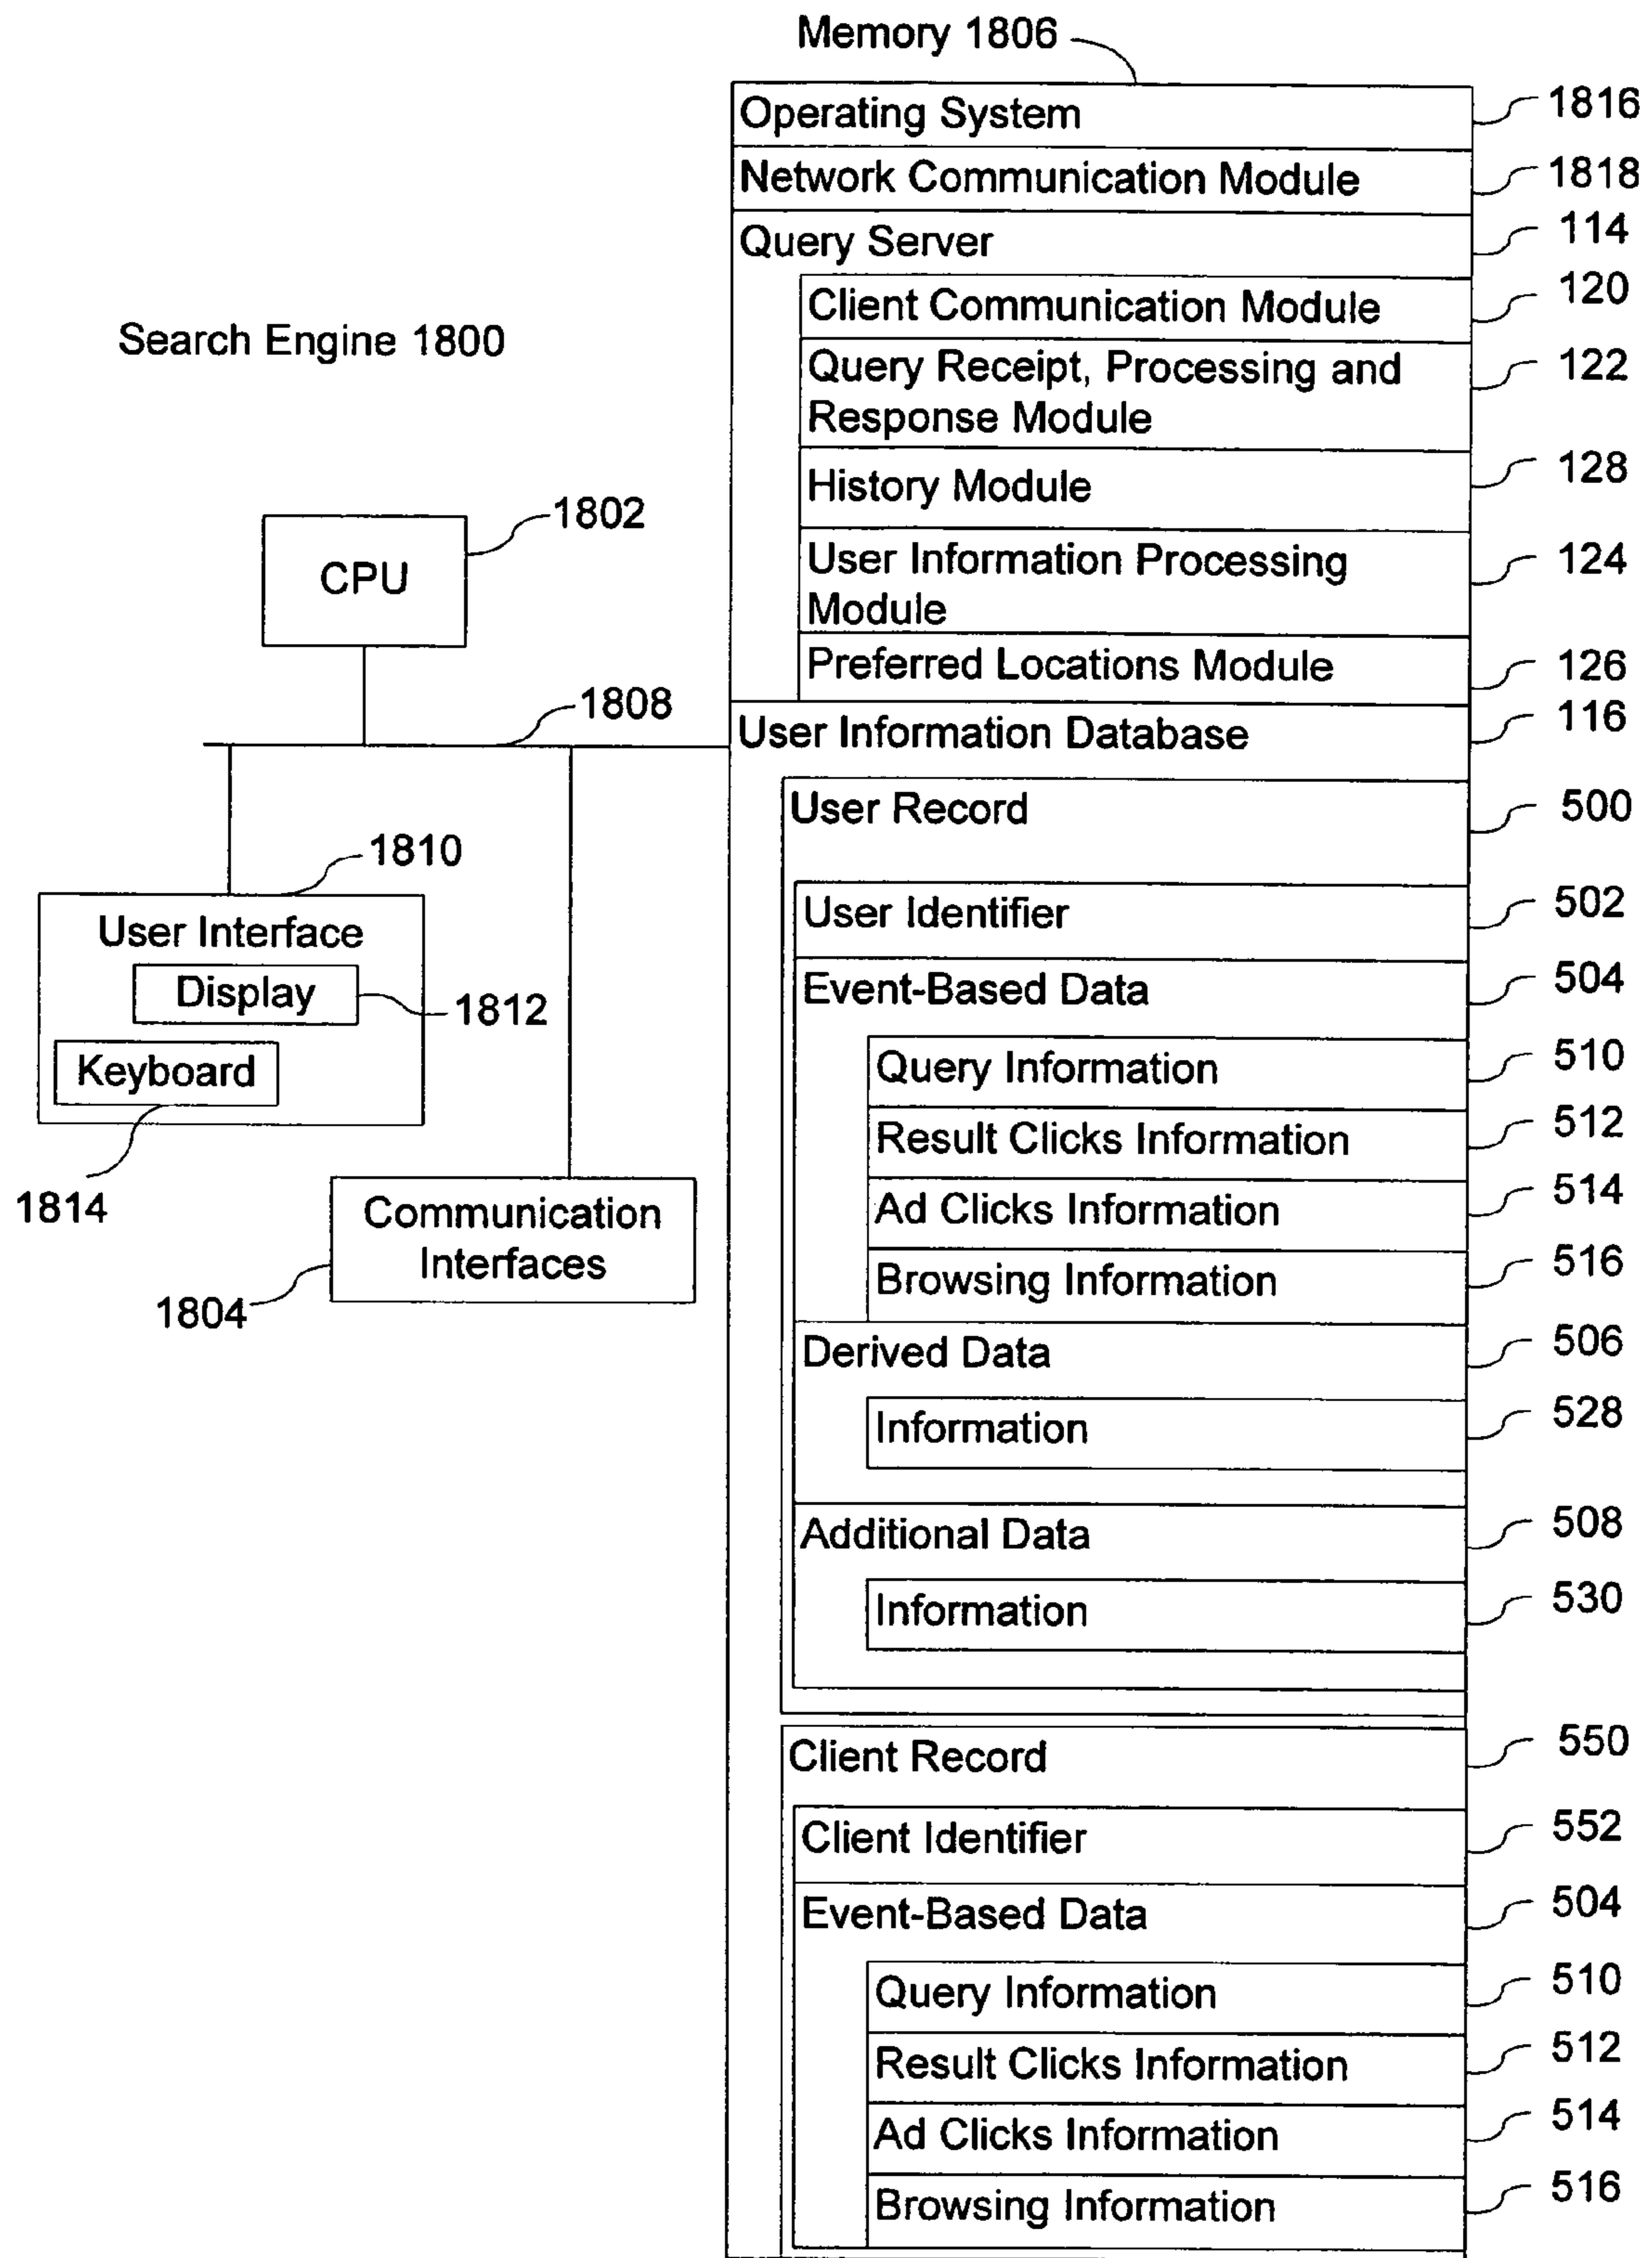 Memory 1806
Operating System 1816
Network Communication Module 1818
Query Server 114
Client Communication Module 120
Query Receipt, Processing and 122
Response Module
History Module 128
User Information Processing 124
Module
Preferred Locations Module 126
User Information Database 116
User Record 500
User Identifier 502
Event-Based Data 504
Query Information 510
Result Clicks Information 512
Ad Clicks Information 514
Browsing Information 516
Derived Data 506
Information 528
Additional Data 508
Information 530
Client Record 550
Client Identifier 552
Event-Based Data 504
Query Information 510
Result Clicks Information 512
Ad Clicks Information 514
Browsing Information 516
Search Engine 1800
1802
CPU
1808
1810
User Interface
Display
1812
Keyboard
1814
Communication
Interfaces
1804